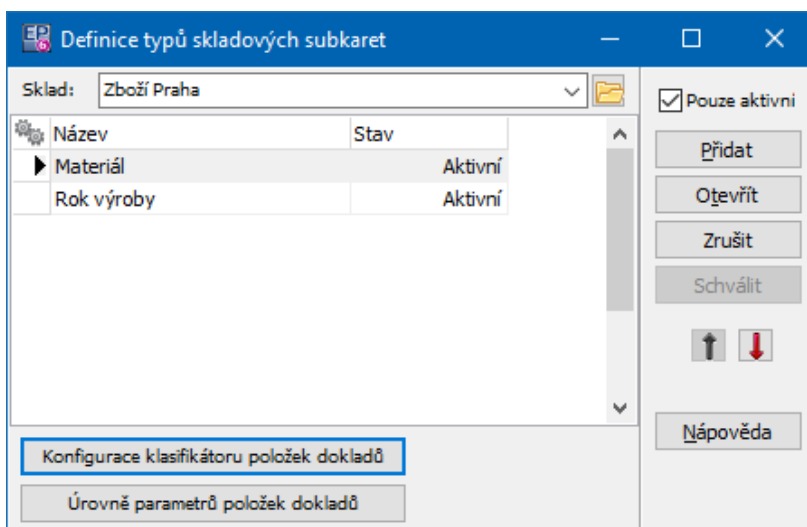 Definice typů skladových subkaret
Sklad: Zboží Praha
Pouze aktivni
Název Stav
Materiál Aktivní
Rok výroby Aktivní
Přidat
Otevřít
Zrušit
Schválit
Nápověda
Konfigurace klasifikátoru položek dokladů
Úrovně parametrů položek dokladů